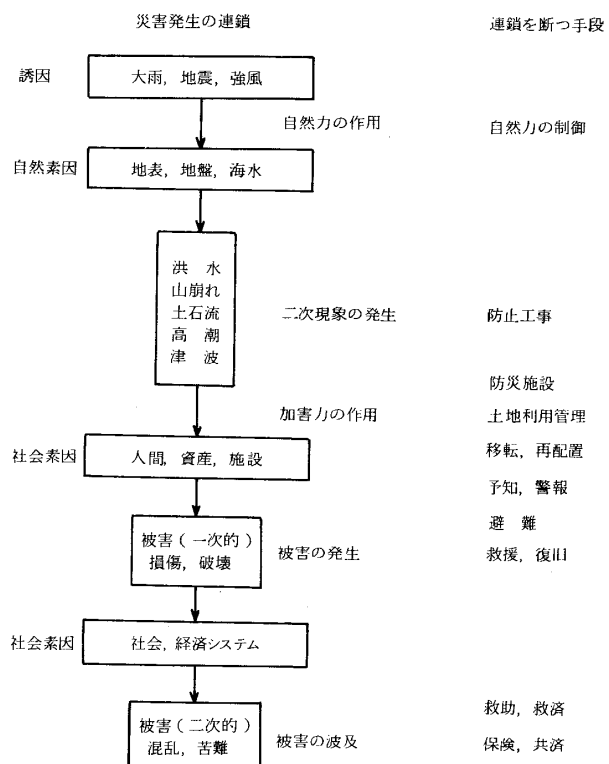 災害発生の連鎖 連鎖を断つ手段
誘因 大雨, 地震, 強風
自然力の作用 自然力の制御
自然素因 地表, 地盤, 海水
洪 水
山崩れ
土石流
高 潮
津 波
二次現象の発生 防止工事
防災施設
加害力の作用 土地利用管理
社会素因 人間, 資産, 施設 移転, 再配置
予知, 警報
避 難
被害(一次的)
損傷, 破壊
被害の発生 救援, 復旧
社会素因 社会, 経済システム
被害(二次的)
混乱, 苦難
被害の波及
救助, 救済
保険, 共済